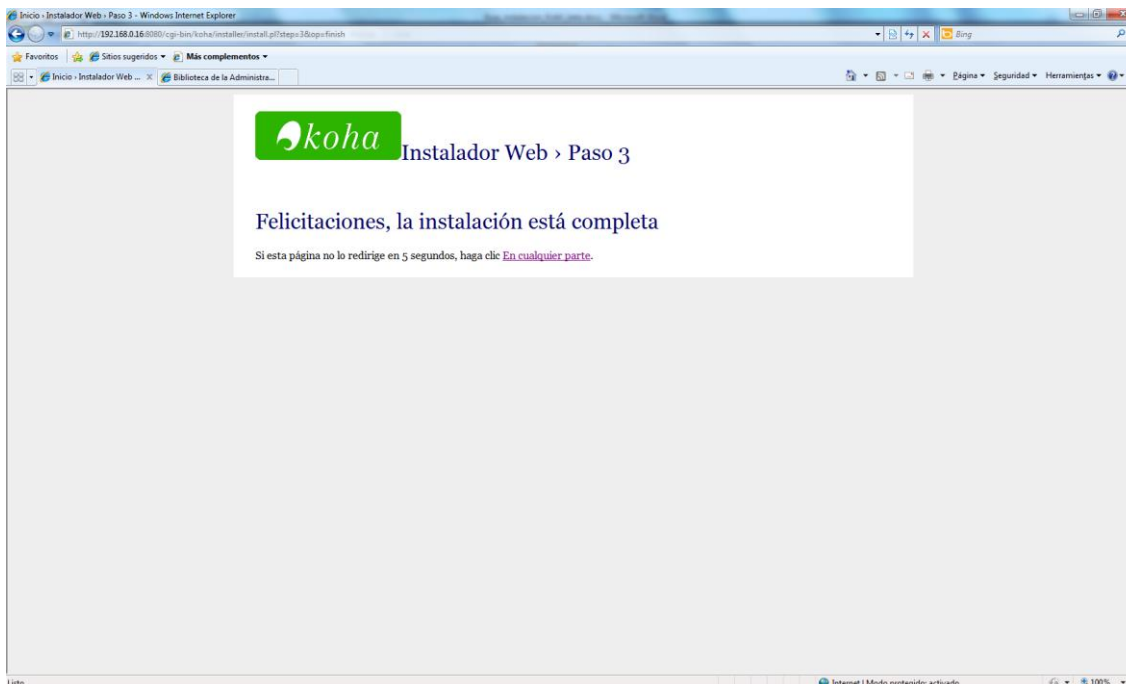 Inicio › Instalador Web › Paso 3 - Windows Internet Explorer
http://192.168.0.16:8080/cgi-bin/koha/installer/install.pl?step=3&op=finish
Bing
Favoritos
Sitios sugeridos
Más complementos
Inicio › Instalador Web ...
Biblioteca de la Administra...
Página
Seguridad
Herramientas
koha
Instalador Web › Paso 3
Felicitaciones, la instalación está completa
Si esta página no lo redirige en 5 segundos, haga clic En cualquier parte.
Listo
Internet | Modo protegido: activado
100%